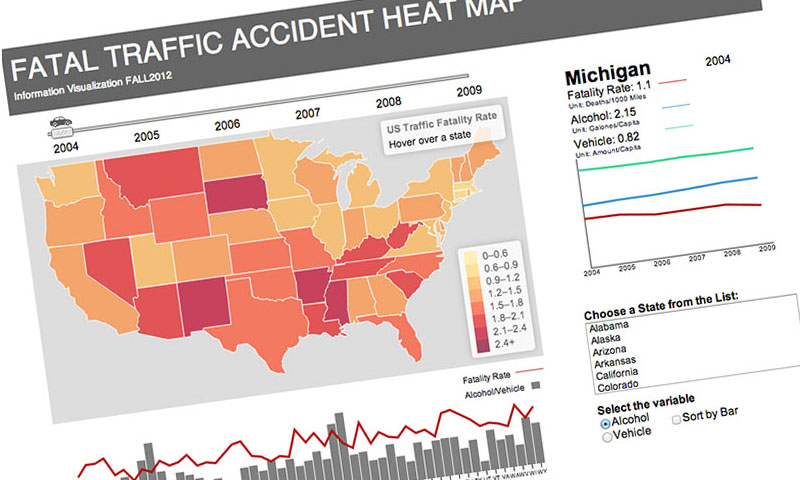 FATAL TRAFFIC ACCIDENT HEAT MAP
Information Visualization FALL2012
2004
2005
2006
2007
2008
2009
US Traffic Fatality Rate
Hover over a state
0–0.6
0.6–0.9
0.9–1.2
1.2–1.5
1.5–1.8
1.8–2.1
2.1–2.4
2.4+
Fatality Rate
Alcohol/Vehicle
Michigan
2004
Fatality Rate: 1.1
Unit: Deaths/1000 Miles
Alcohol: 2.15
Unit: Galones/Capita
Vehicle: 0.82
Unit: Amount/Capita
2004
2005
2006
2007
2008
2009
Choose a State from the List:
Alabama
Alaska
Arizona
Arkansas
California
Colorado
Select the variable
Alcohol
Sort by Bar
Vehicle